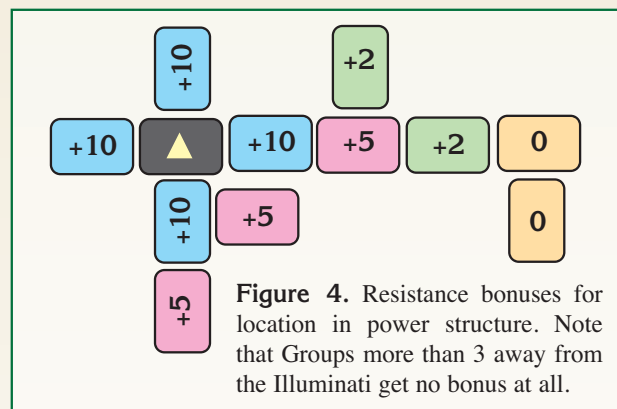 +10
+2
+10
+10
+5
+2
0
+10
+5
0
+5
Figure 4. Resistance bonuses for
location in power structure. Note
that Groups more than 3 away from
the Illuminati get no bonus at all.